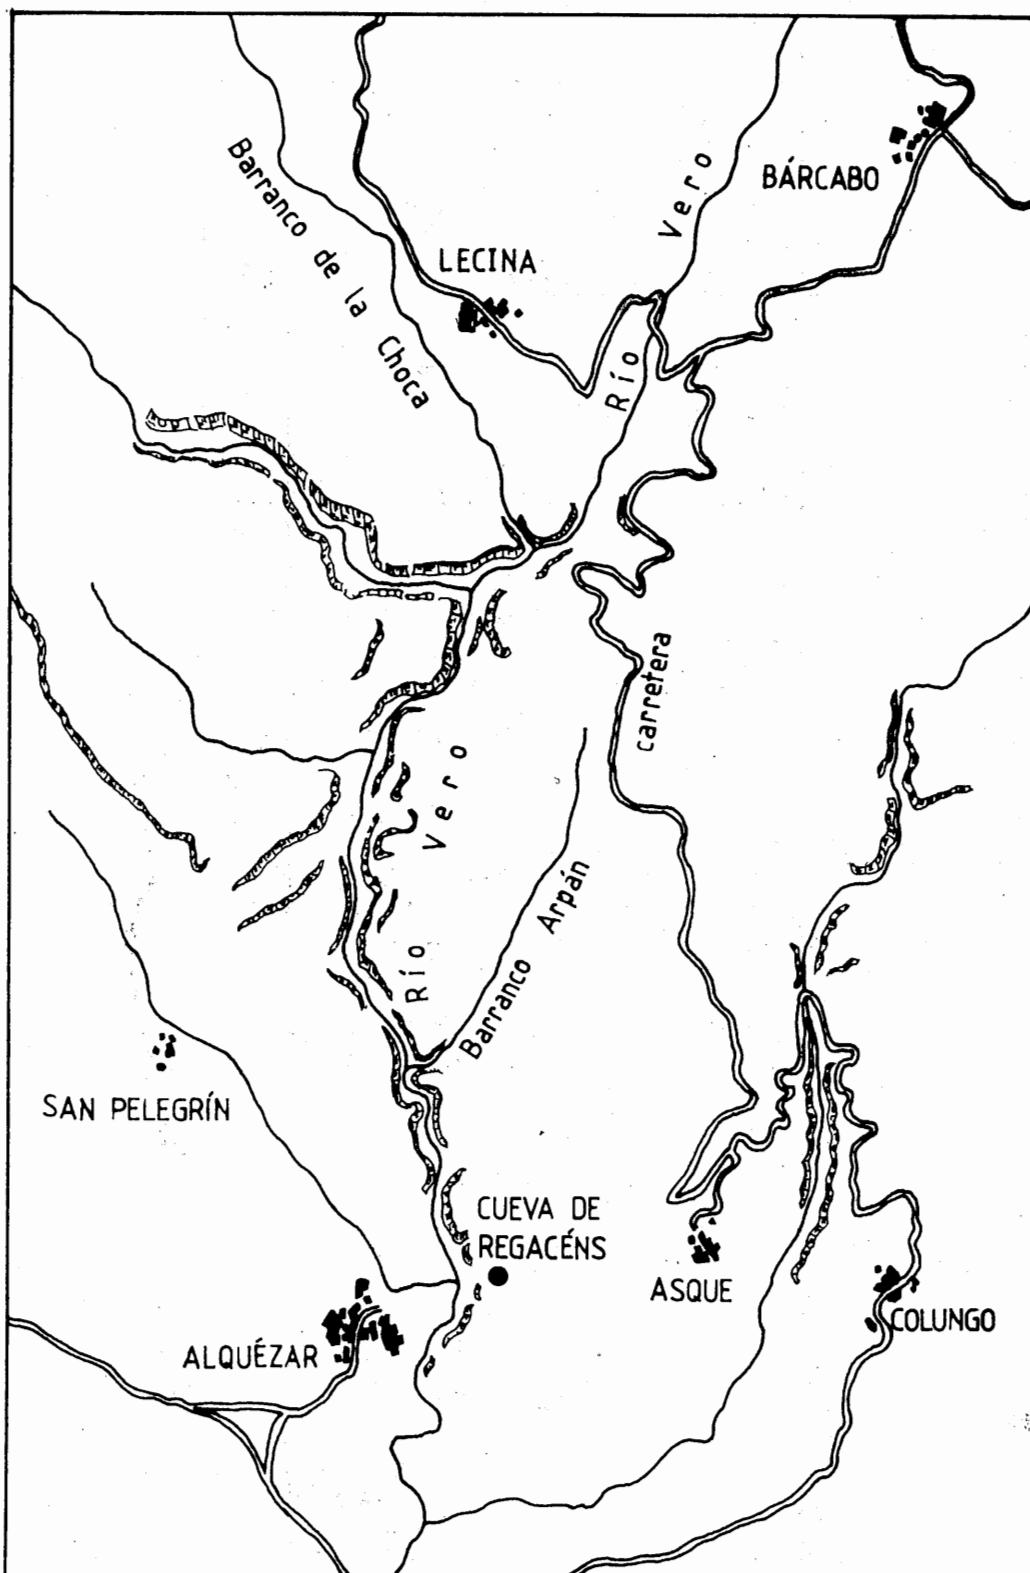 BÁRCABO
Río Vero
Barranco de la Choca
LECINA
carretera
Río Vero
Barranco Arpán
SAN PELEGRÍN
CUEVA DE
REGACÉNS
ASQUE
COLUNGO
ALQUÉZAR